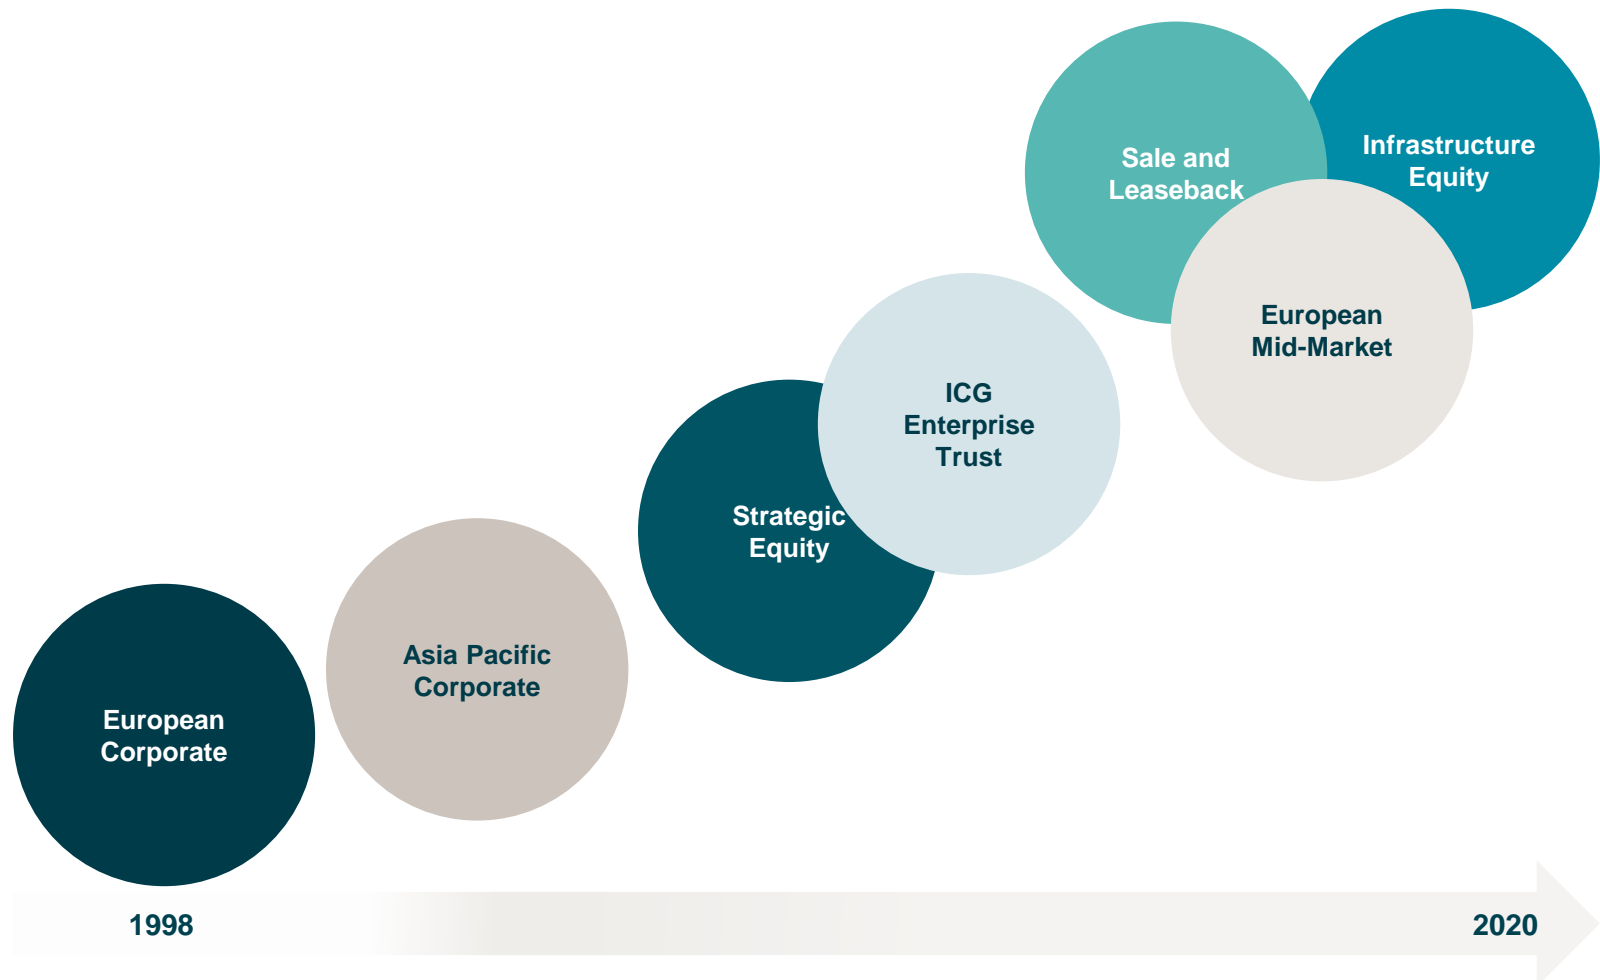 Infrastructure
Equity
Sale and
Leaseback
European
Mid-Market
ICG
Enterprise
Trust
Strategic
Equity
Asia Pacific
Corporate
European
Corporate
1998
2020